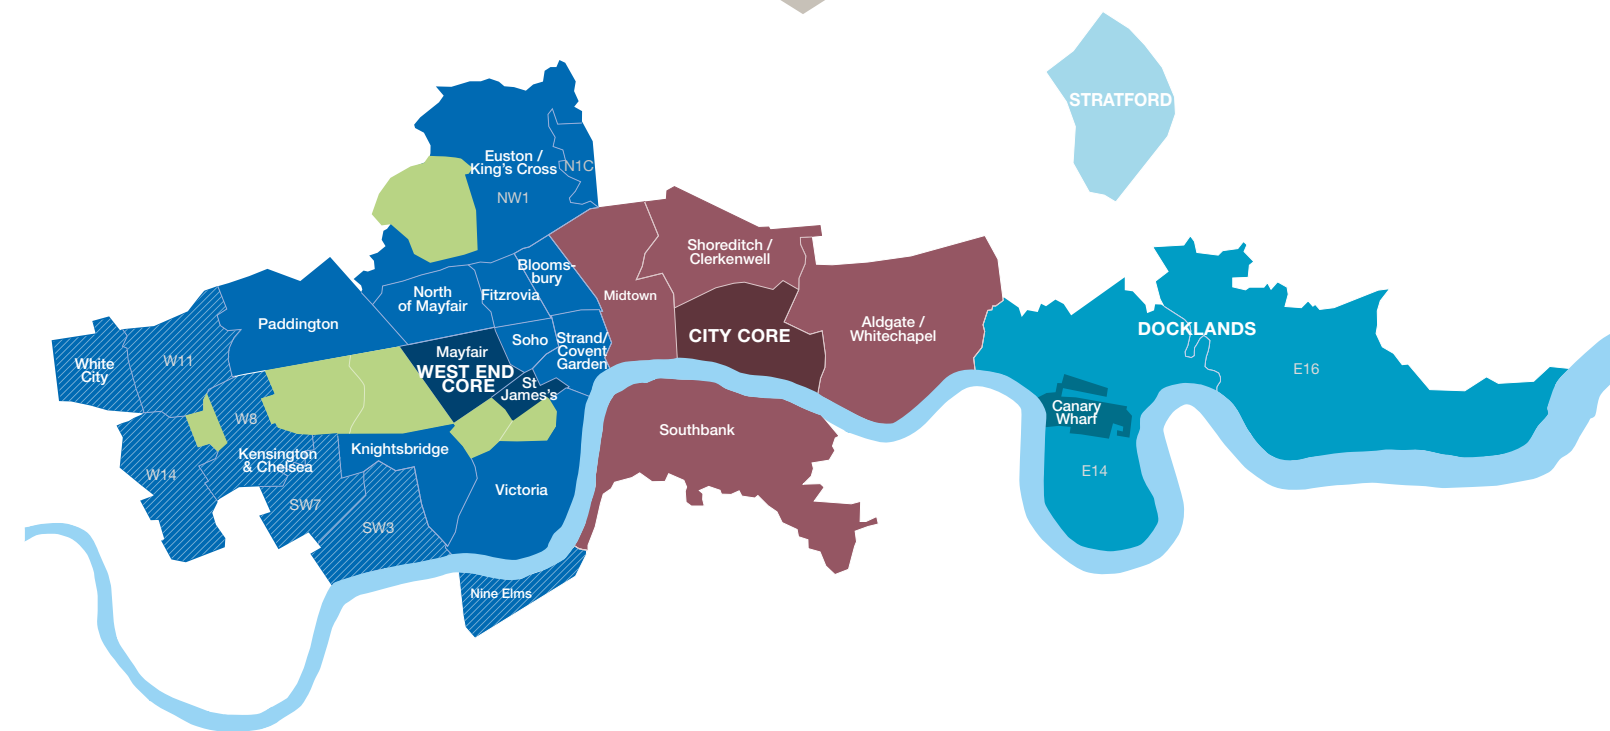 STRATFORD
Euston /
King's Cross
N1C
NW1
Shoreditch /
Clerkenwell
Blooms-
bury
North
of Mayfair
Fitzrovia
Midtown
Paddington
Aldgate /
Whitechapel
DOCKLANDS
CITY CORE
Soho
Strand/
Covent
Garden
Mayfair
WEST END
CORE
St
James's
White
City
W11
E16
W8
Canary
Wharf
Southbank
Knightsbridge
Kensington
& Chelsea
W14
E14
Victoria
SW7
SW3
Nine Elms